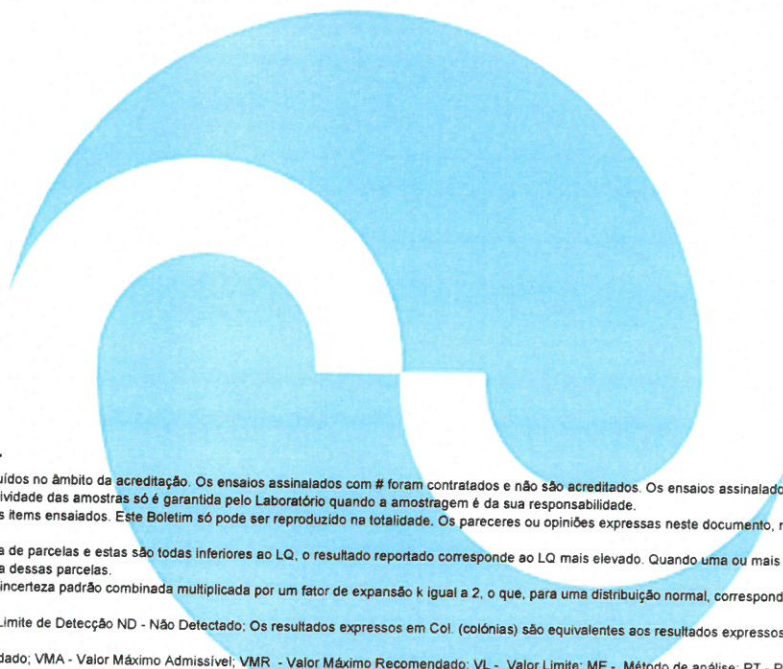 uídos no âmbito da acreditação. Os ensaios assinalados com # foram contratados e não são acreditados. Os ensaios assinalado
ividade das amostras só é garantida pelo Laboratório quando a amostragem é da sua responsabilidade.
s items ensaiados. Este Boletim só pode ser reproduzido na totalidade. Os pareceres ou opiniões expressas neste documento, n
a de parcelas e estas são todas inferiores ao LQ, o resultado reportado corresponde ao LQ mais elevado. Quando uma ou mais
a dessas parcelas.
incerteza padrão combinada multiplicada por um fator de expansão k igual a 2, o que, para uma distribuição normal, correspond
Limite de Detecção ND - Não Detectado; Os resultados expressos em Col. (colónias) são equivalentes aos resultados expressos
dado; VMA - Valor Máximo Admissível; VMR - Valor Máximo Recomendado; VL - Valor Limite; ME - Método de análise; PT - P